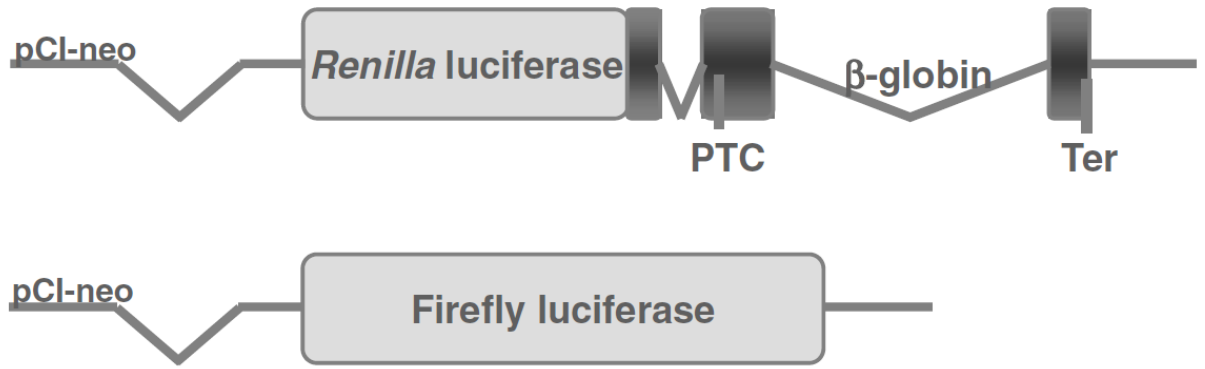 pCI-neo
Renilla luciferase
β-globin
PTC
Ter
pCI-neo
Firefly luciferase